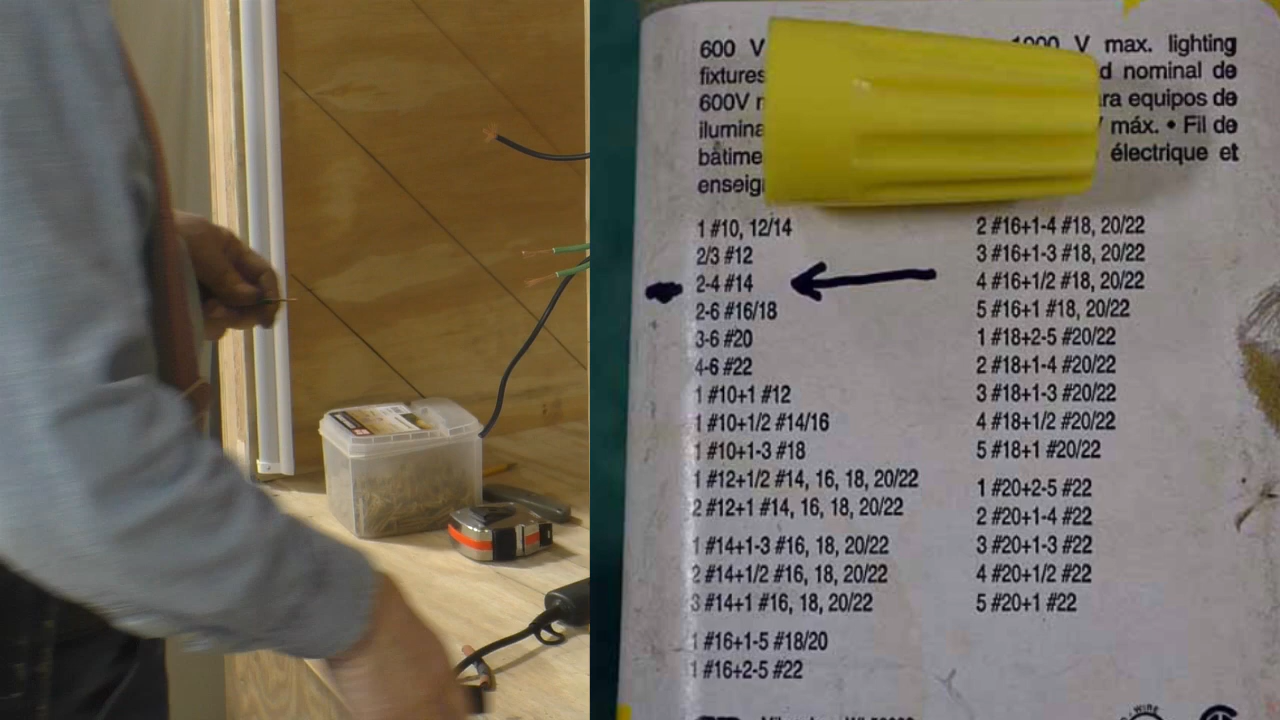 600 V
1000 V max. lighting
fixtures
d nominal de
600V
ara equipos de
ilumina
V máx. • Fil de
bâtime
électrique et
enseig
1 #10, 12/14
2/3 #12
2-4 #14
2-6 #16/18
3-6 #20
4-6 #22
1 #10+1 #12
1 #10+1/2 #14/16
1 #10+1-3 #18
1 #12+1/2 #14, 16, 18, 20/22
2 #12+1 #14, 16, 18, 20/22
1 #14+1-3 #16, 18, 20/22
2 #14+1/2 #16, 18, 20/22
3 #14+1 #16, 18, 20/22
1 #16+1-5 #18/20
1 #16+2-5 #22
2 #16+1-4 #18, 20/22
3 #16+1-3 #18, 20/22
4 #16+1/2 #18, 20/22
5 #16+1 #18, 20/22
1 #18+2-5 #20/22
2 #18+1-4 #20/22
3 #18+1-3 #20/22
4 #18+1/2 #20/22
5 #18+1 #20/22
1 #20+2-5 #22
2 #20+1-4 #22
3 #20+1-3 #22
4 #20+1/2 #22
5 #20+1 #22
WIRE